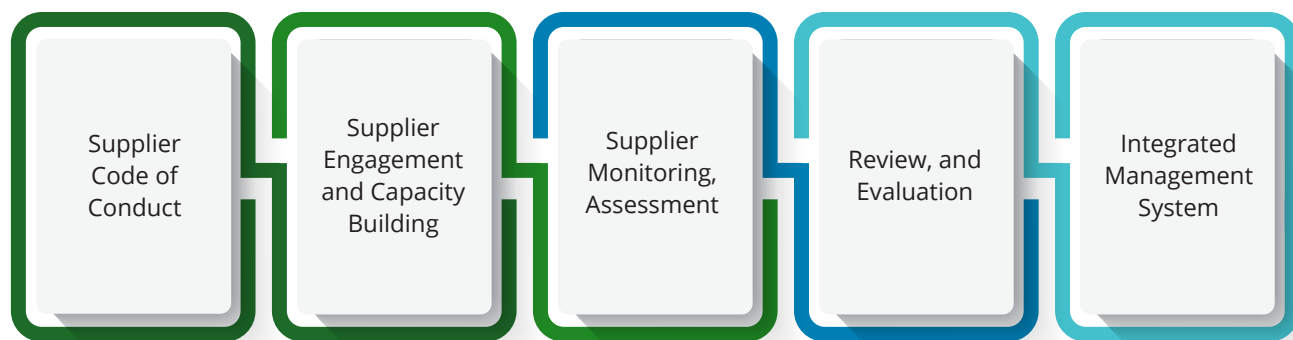 Supplier
Code of
Conduct
Supplier
Engagement
and Capacity
Building
Supplier
Monitoring,
Assessment
Review, and
Evaluation
Integrated
Management
System